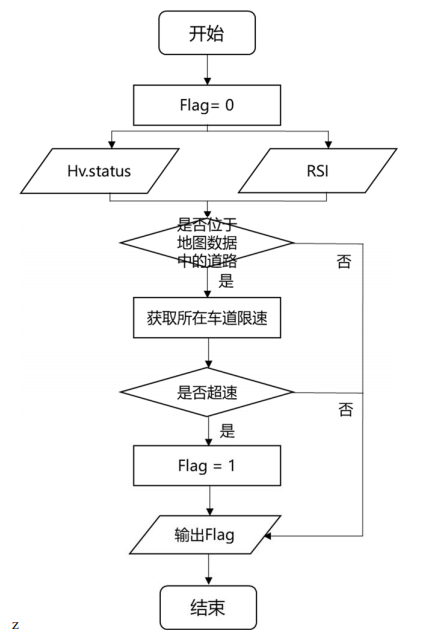 开始
Flag= 0
Hv.status
RSI
是否位于
地图数据
中的道路
否
是
获取所在车道限速
是否超速
否
是
Flag = 1
输出Flag
结束
z